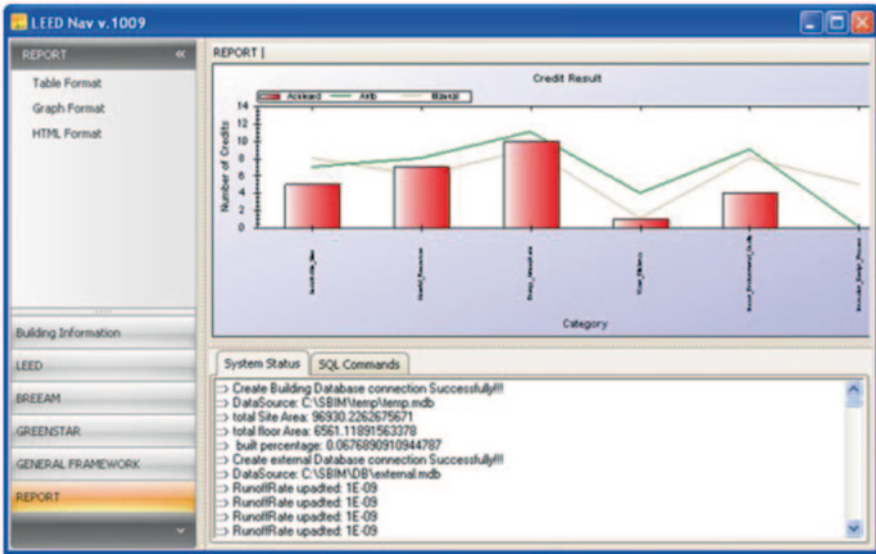 LEED Nav v.1009
REPORT «
Table Format
Graph Format
HTML Format
Building Information
LEED
BREEAM
GREENSTAR
GENERAL FRAMEWORK
REPORT
REPORT |
Credit Result
Achieved Auto Manual
Number of Credits
14
12
10
8
6
4
2
0
Category
System Status SQL Commands
::> Create Building Database connection Successfully!!!
::> DataSource: C:\SBIM\temp\temp.mdb
::> total Site Area: 96930.2262675671
::> total floor Area: 6561.11891563378
::> built percentage: 0.0676890910944787
::> Create external Database connection Successfully!!!
::> DataSource: C:\SBIM\DB\external.mdb
::> RunoffRate upadted: 1E-09
::> RunoffRate upadted: 1E-09
::> RunoffRate upadted: 1E-09
::> RunoffRate upadted: 1E-09